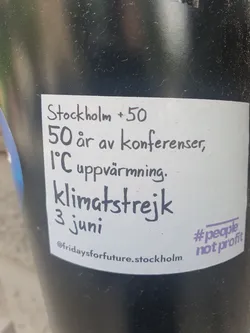 Stockholm +50
50 år av konferenser,
1°C uppvärmning.
klimatstrejk
3 juni
#people
not profit
@fridaysforfuture.stockholm